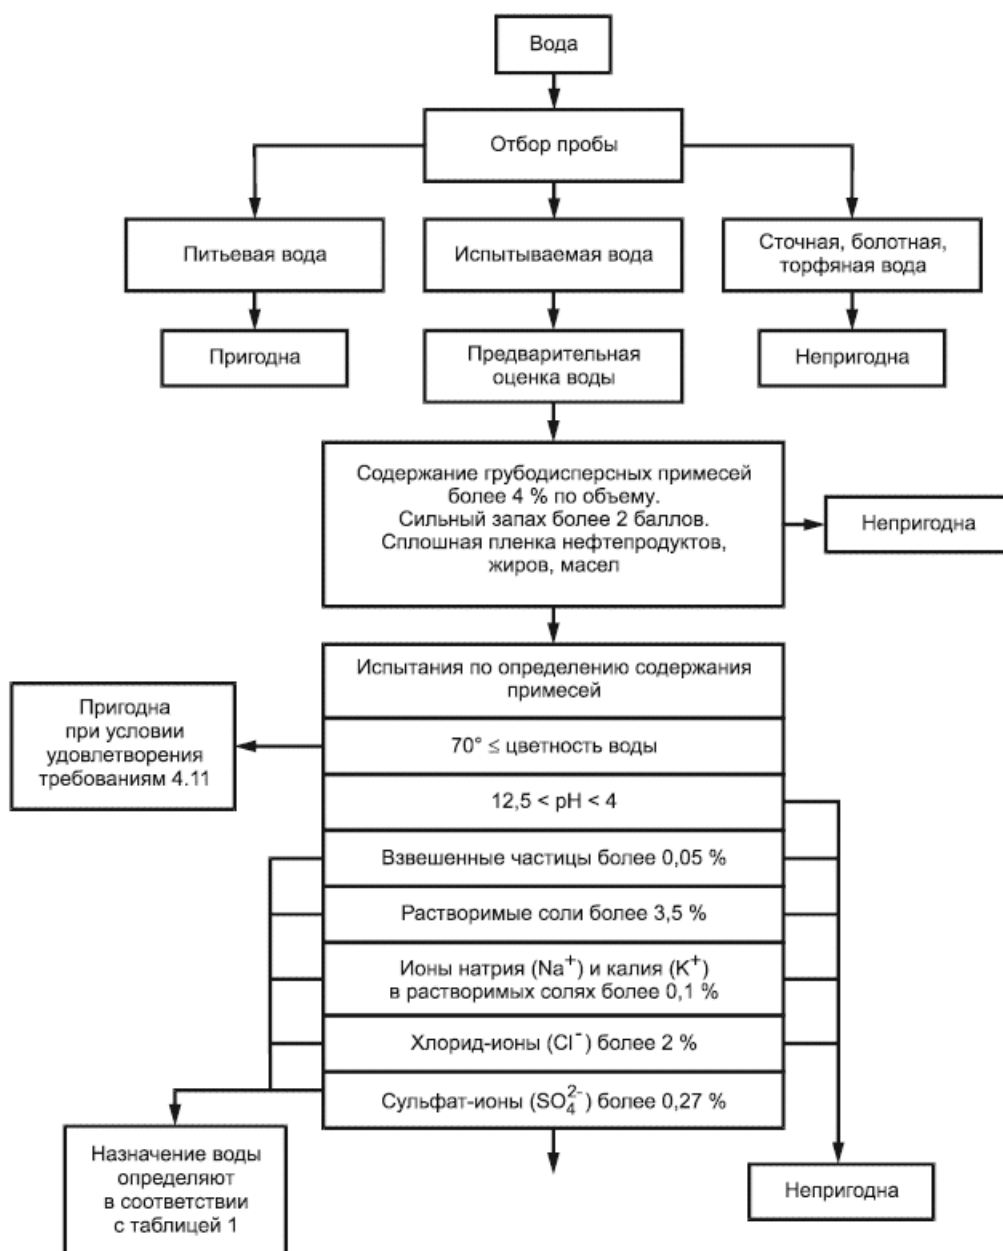 Вода
Отбор пробы
Питьевая вода
Испытываемая вода
Сточная, болотная,
торфяная вода
Пригодна
Предварительная
оценка воды
Непригодна
Содержание грубодисперсных примесей
более 4 % по объему.
Сильный запах более 2 баллов.
Сплошная пленка нефтепродуктов,
жиров, масел
Непригодна
Испытания по определению содержания
примесей
Пригодна
при условии
удовлетворения
требованиям 4.11
70° ≤ цветность воды
12,5 < pH < 4
Взвешенные частицы более 0,05 %
Растворимые соли более 3,5 %
Ионы натрия (Na⁺) и калия (K⁺)
в растворимых солях более 0,1 %
Хлорид-ионы (Cl⁻) более 2 %
Сульфат-ионы (SO₄²⁻) более 0,27 %
Назначение воды
определяют
в соответствии
с таблицей 1
Непригодна